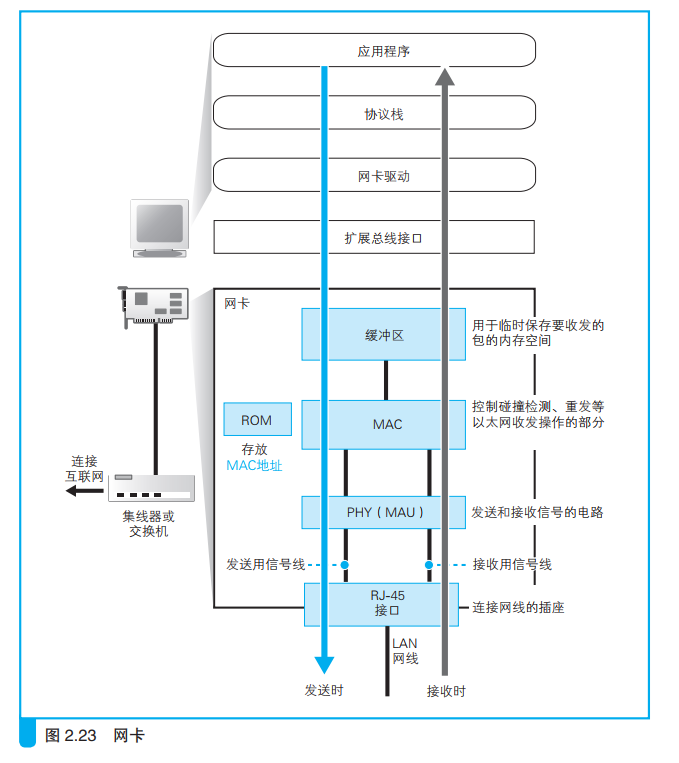 应用程序
协议栈
网卡驱动
扩展总线接口
网卡
缓冲区
用于临时保存要收发的
包的内存空间
ROM
存放
MAC地址
MAC
控制碰撞检测、重发等
以太网收发操作的部分
连接
互联网
集线器或
交换机
PHY（MAU）
发送和接收信号的电路
发送用信号线
接收用信号线
RJ-45
接口
连接网线的插座
LAN
网线
发送时
接收时
图 2.23 网卡